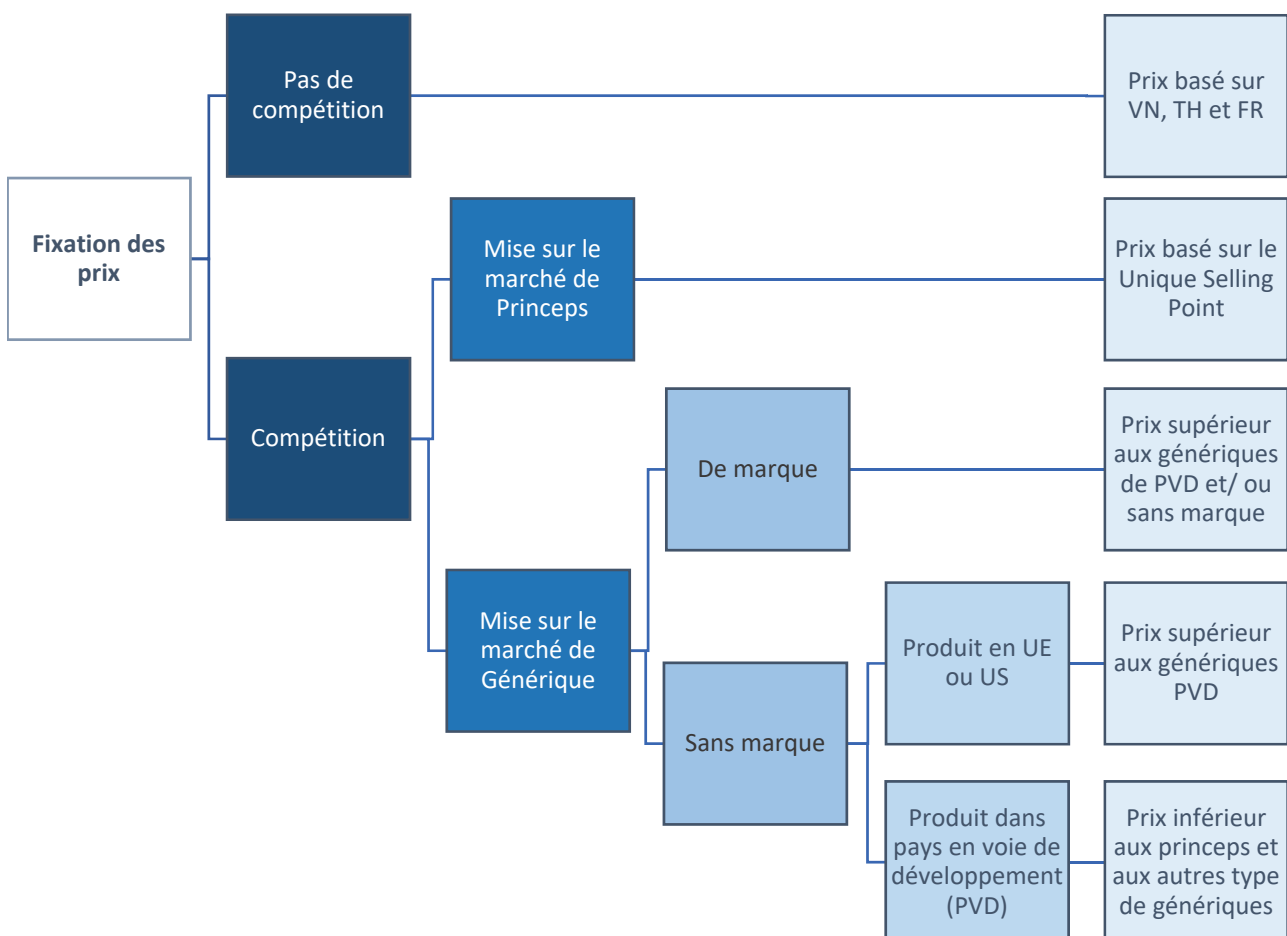 Pas de
compétition
Prix basé sur
VN, TH et FR
Fixation des
prix
Mise sur le
marché de
Princeps
Prix basé sur le
Unique Selling
Point
Compétition
De marque
Prix supérieur
aux génériques
de PVD et/ ou
sans marque
Mise sur le
marché de
Générique
Sans marque
Produit en UE
ou US
Prix supérieur
aux génériques
PVD
Produit dans
pays en voie de
développement
(PVD)
Prix inférieur
aux princeps et
aux autres type
de génériques